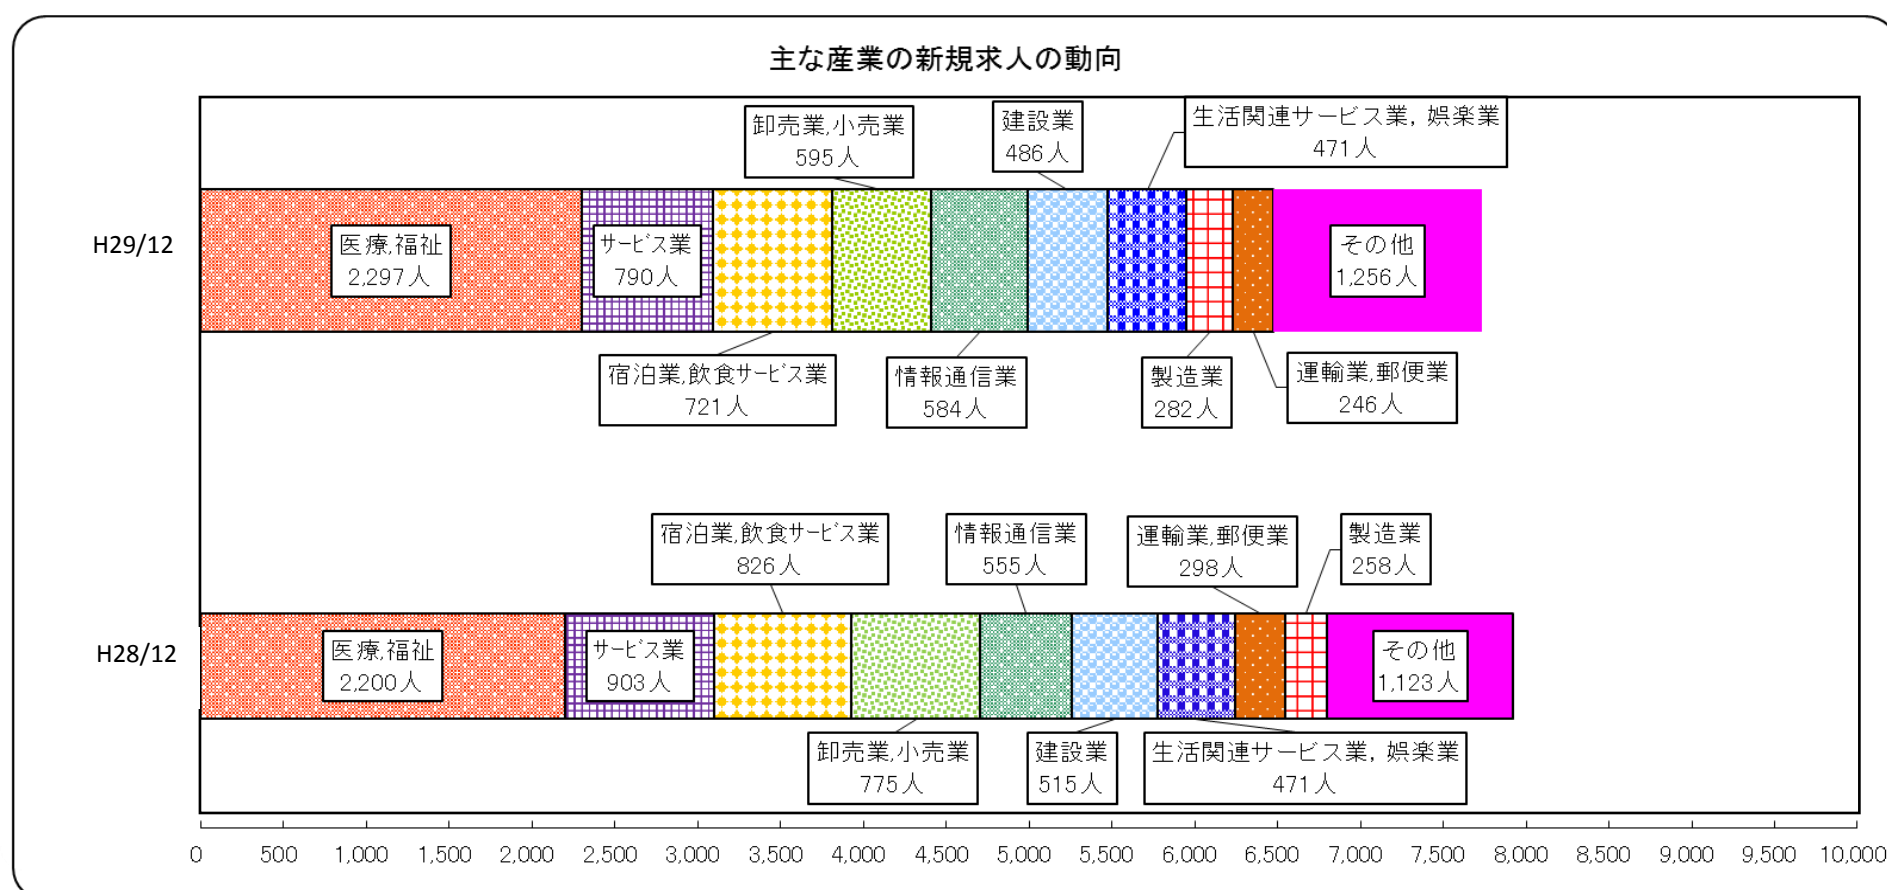 主な産業の新規求人の動向
卸売業,小売業
595人
建設業
486人
生活関連サービス業, 娯楽業
471人
H29/12
医療,福祉
2,297人
サービス業
790人
その他
1,256人
宿泊業,飲食サービス業
721人
情報通信業
584人
製造業
282人
運輸業,郵便業
246人
宿泊業,飲食サービス業
826人
情報通信業
555人
運輸業,郵便業
298人
製造業
258人
H28/12
医療,福祉
2,200人
サービス業
903人
その他
1,123人
卸売業,小売業
775人
建設業
515人
生活関連サービス業, 娯楽業
471人
0 500 1,000 1,500 2,000 2,500 3,000 3,500 4,000 4,500 5,000 5,500 6,000 6,500 7,000 7,500 8,000 8,500 9,000 9,500 10,000